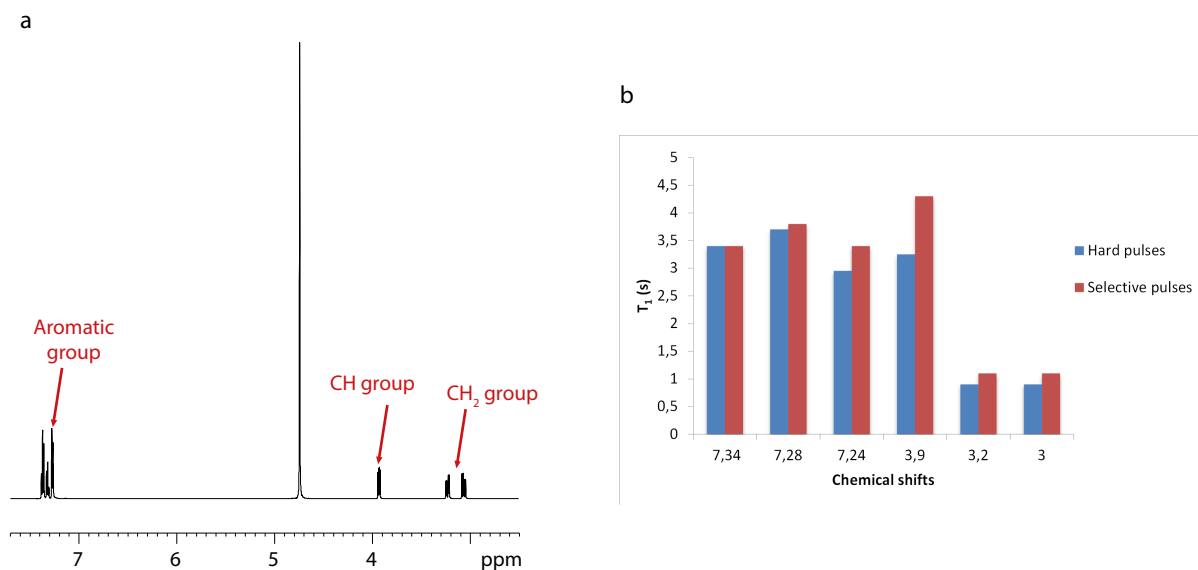 a
Aromatic
group
CH group
CH₂ group
7
6
5
4
ppm
b
5
4,5
4
3,5
3
2,5
2
1,5
1
0,5
0
T₁ (s)
7,34 7,28 7,24 3,9 3,2 3
Chemical shifts
Hard pulses
Selective pulses